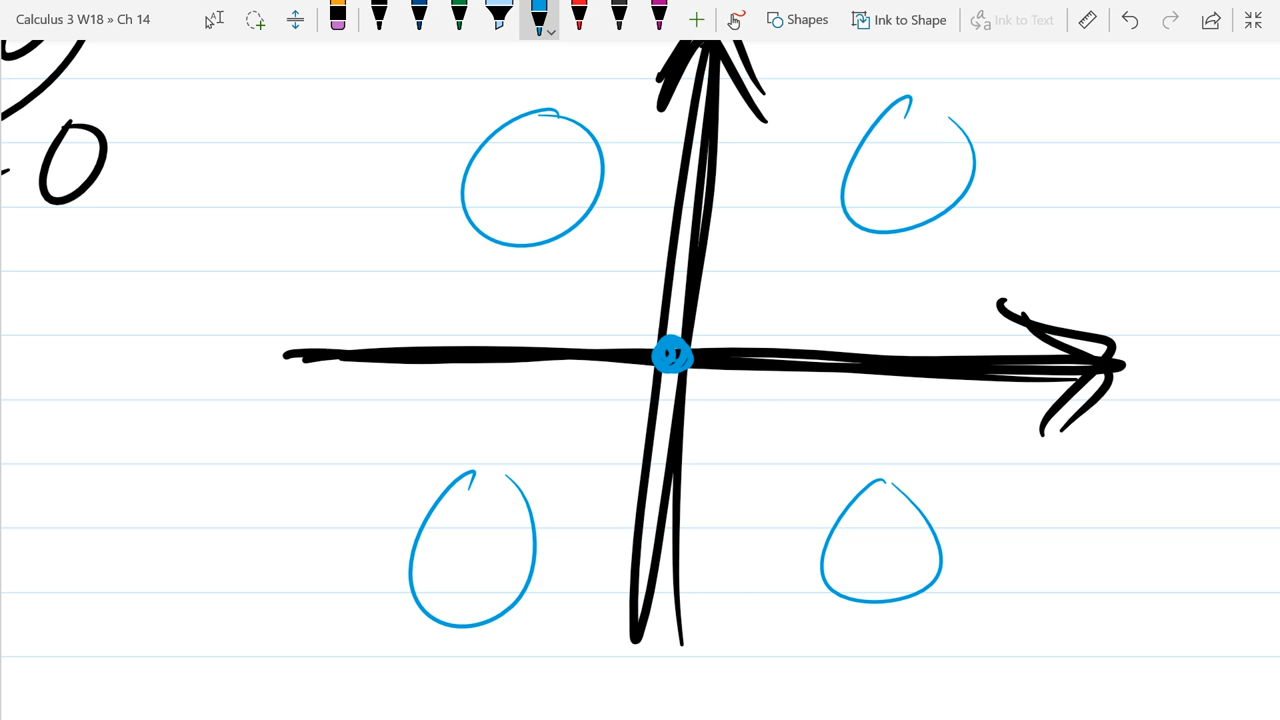 Calculus 3 W18 » Ch 14
Shapes
Ink to Shape
Ink to Text
0